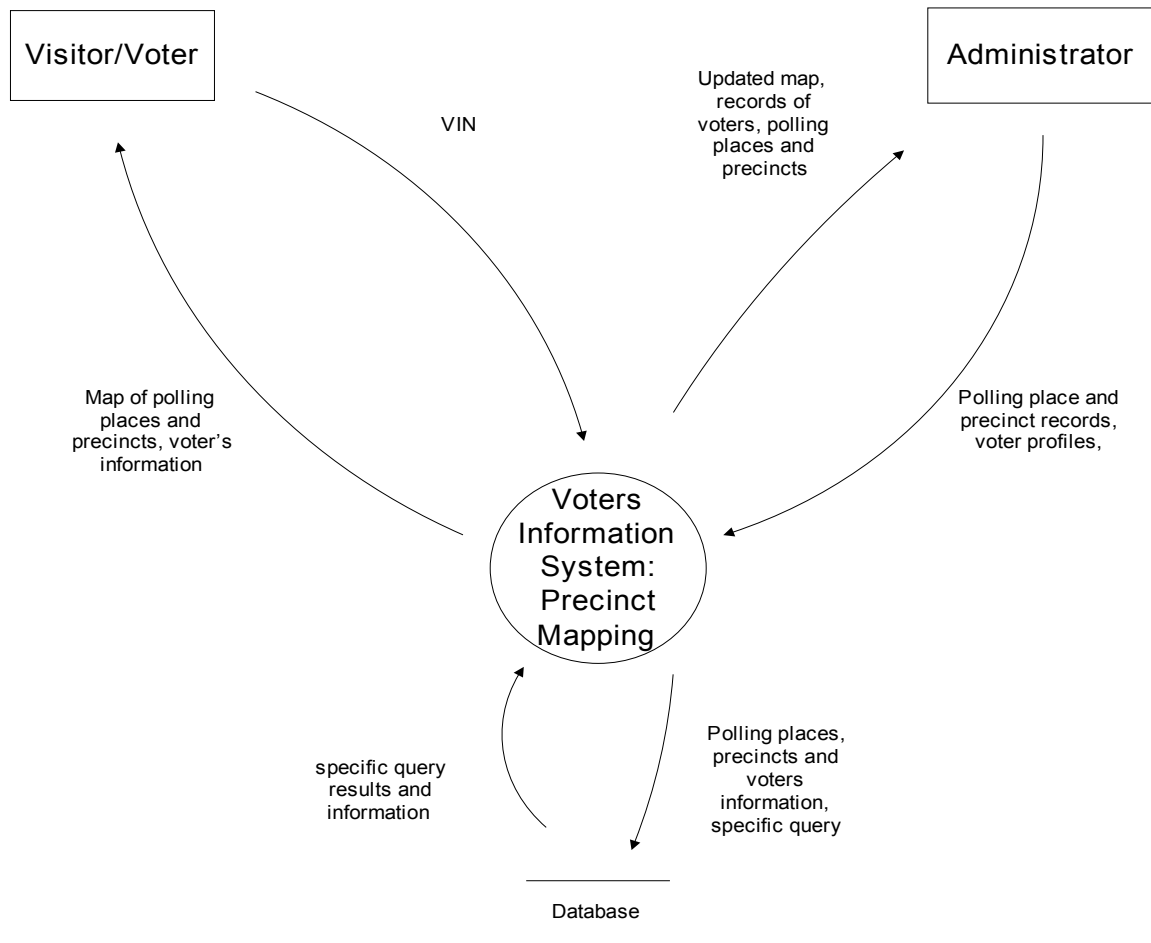 Visitor/Voter
Administrator
VIN
Updated map,
records of
voters, polling
places and
precincts
Map of polling
places and
precincts, voter’s
information
Polling place and
precinct records,
voter profiles,
Voters
Information
System:
Precinct
Mapping
specific query
results and
information
Polling places,
precincts and
voters
information,
specific query
Database